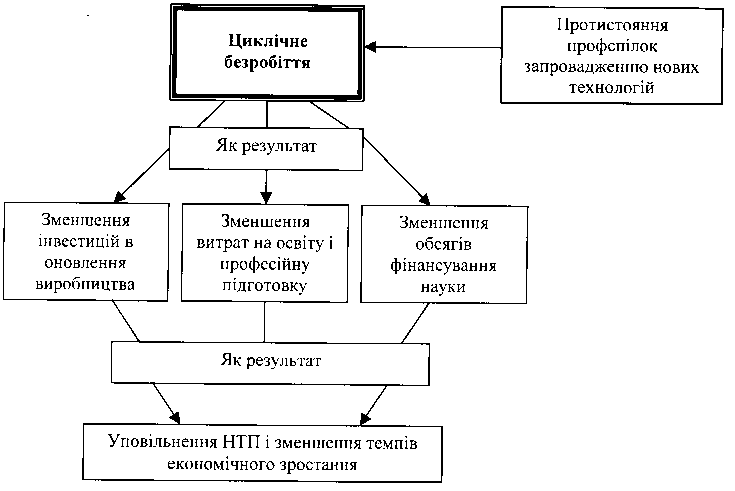 Циклічне
безробіття
Протистояння
профспілок
запровадженню нових
технологій
Як результат
Зменшення
інвестицій в
оновлення
виробництва
Зменшення
витрат на освіту і
професійну
підготовку
Зменшення
обсягів
фінансування
науки
Як результат
Уповільнення НТП і зменшення темпів
економічного зростання